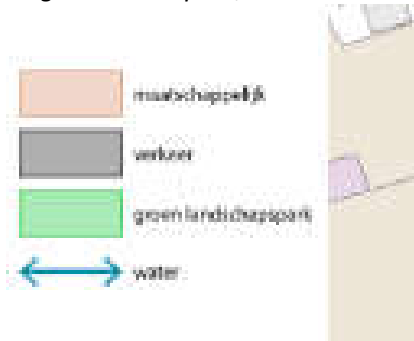 maatschappelijk
verkeer
groen landschapspark
water